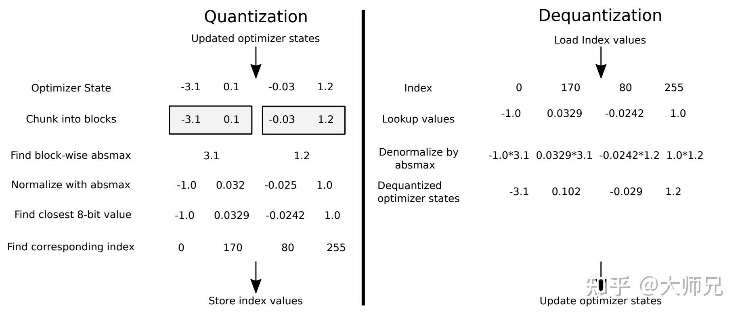 Quantization
Updated optimizer states
Optimizer State -3.1 0.1 -0.03 1.2
Chunk into blocks -3.1 0.1 -0.03 1.2
Find block-wise absmax 3.1 1.2
Normalize with absmax -1.0 0.032 -0.025 1.0
Find closest 8-bit value -1.0 0.0329 -0.0242 1.0
Find corresponding index 0 170 80 255
Store index values
Dequantization
Load Index values
Index 0 170 80 255
Lookup values -1.0 0.0329 -0.0242 1.0
Denormalize by
absmax -1.0*3.1 0.0329*3.1 -0.0242*1.2 1.0*1.2
Dequantized
optimizer states -3.1 0.102 -0.029 1.2
Update optimizer states
知乎 @大师兄